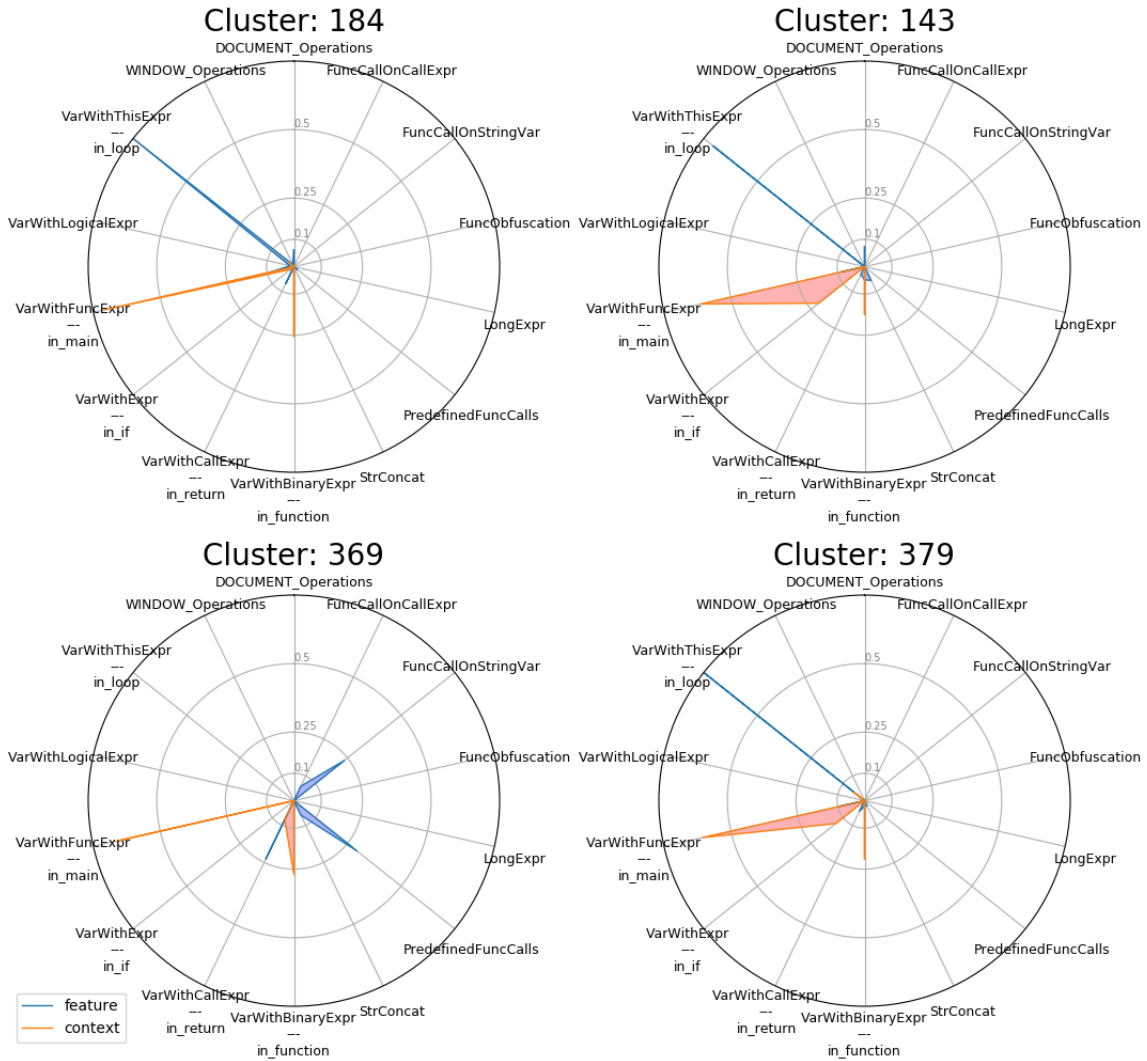 Cluster: 184
DOCUMENT_Operations
WINDOW_Operations
FuncCallOnCallExpr
VarWithThisExpr
---
in_loop
FuncCallOnStringVar
0.5
0.25
0.1
VarWithLogicalExpr
FuncObfuscation
VarWithFuncExpr
---
in_main
LongExpr
VarWithExpr
---
in_if
PredefinedFuncCalls
VarWithCallExpr
---
in_return
StrConcat
VarWithBinaryExpr
---
in_function
Cluster: 143
DOCUMENT_Operations
WINDOW_Operations
FuncCallOnCallExpr
VarWithThisExpr
---
in_loop
FuncCallOnStringVar
0.5
0.25
0.1
VarWithLogicalExpr
FuncObfuscation
VarWithFuncExpr
---
in_main
LongExpr
VarWithExpr
---
in_if
PredefinedFuncCalls
VarWithCallExpr
---
in_return
StrConcat
VarWithBinaryExpr
---
in_function
Cluster: 369
DOCUMENT_Operations
WINDOW_Operations
FuncCallOnCallExpr
VarWithThisExpr
---
in_loop
FuncCallOnStringVar
0.5
0.25
0.1
VarWithLogicalExpr
FuncObfuscation
VarWithFuncExpr
---
in_main
LongExpr
VarWithExpr
---
in_if
PredefinedFuncCalls
VarWithCallExpr
---
in_return
StrConcat
VarWithBinaryExpr
---
in_function
feature
context
Cluster: 379
DOCUMENT_Operations
WINDOW_Operations
FuncCallOnCallExpr
VarWithThisExpr
---
in_loop
FuncCallOnStringVar
0.5
0.25
0.1
VarWithLogicalExpr
FuncObfuscation
VarWithFuncExpr
---
in_main
LongExpr
VarWithExpr
---
in_if
PredefinedFuncCalls
VarWithCallExpr
---
in_return
StrConcat
VarWithBinaryExpr
---
in_function